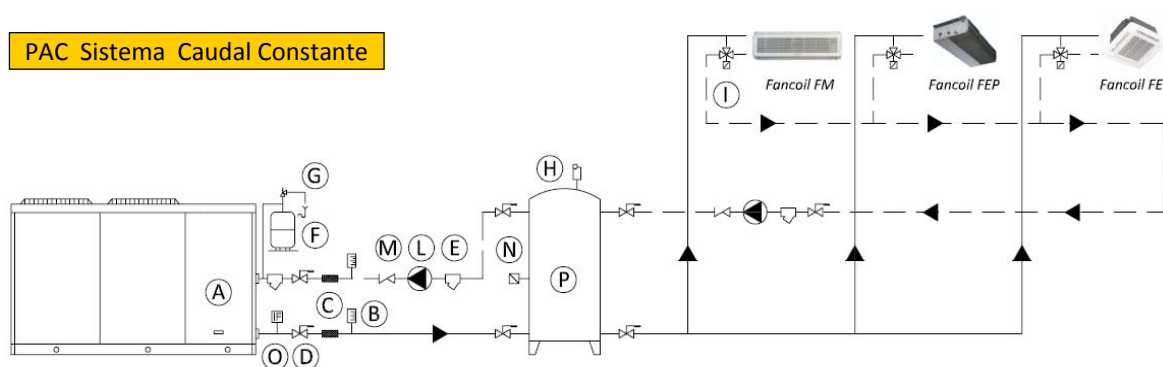 PAC Sistema Caudal Constante
Fancoil FM
Fancoil FEP
Fancoil FE
I
H
G
F
M
L
E
N
A
P
C
B
O
D